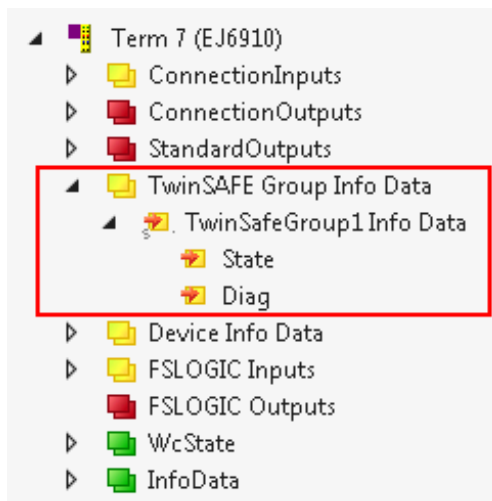 Term 7 (EJ6910)
ConnectionInputs
ConnectionOutputs
StandardOutputs
TwinSAFE Group Info Data
TwinSafeGroup1 Info Data
State
Diag
Device Info Data
FSLOGIC Inputs
FSLOGIC Outputs
WcState
InfoData